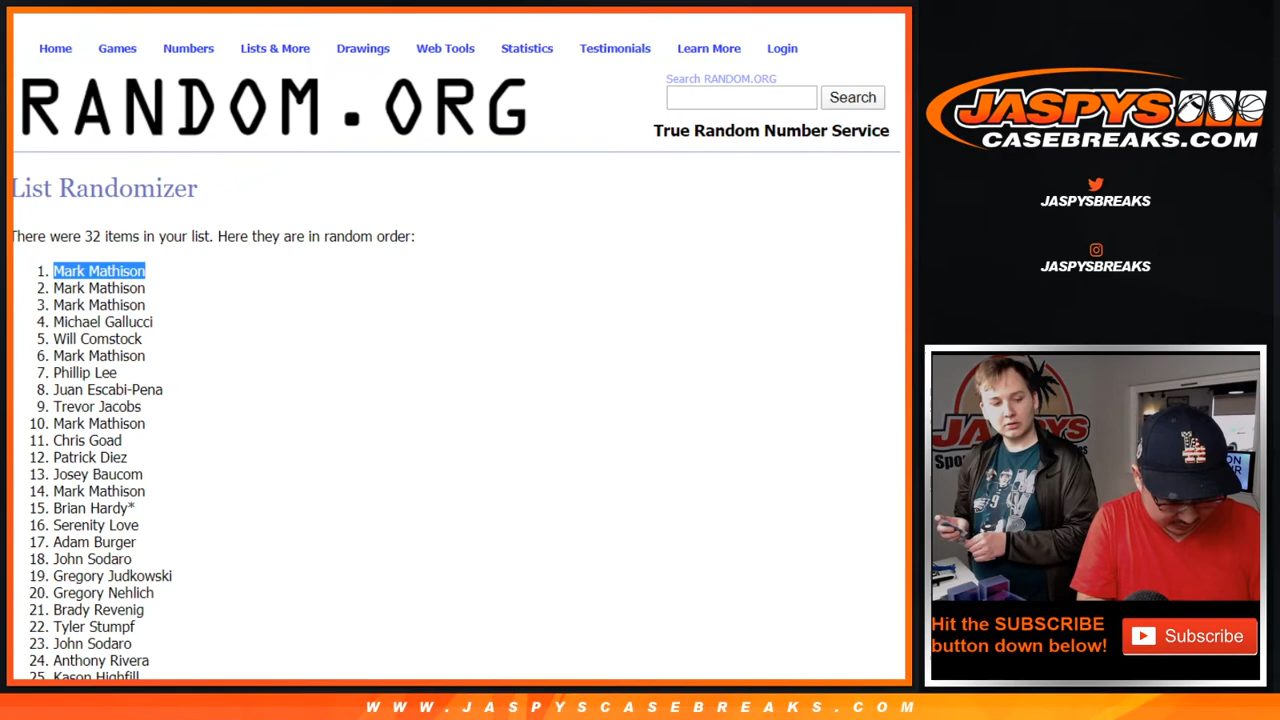 Home Games Numbers Lists & More Drawings Web Tools Statistics Testimonials Learn More Login
RANDOM.ORG
Search RANDOM.ORG
Search
True Random Number Service
List Randomizer
There were 32 items in your list. Here they are in random order:
1. Mark Mathison
2. Mark Mathison
3. Mark Mathison
4. Michael Gallucci
5. Will Comstock
6. Mark Mathison
7. Phillip Lee
8. Juan Escabi-Pena
9. Trevor Jacobs
10. Mark Mathison
11. Chris Goad
12. Patrick Diez
13. Josey Baucom
14. Mark Mathison
15. Brian Hardy*
16. Serenity Love
17. Adam Burger
18. John Sodaro
19. Gregory Judkowski
20. Gregory Nehlich
21. Brady Revenig
22. Tyler Stumpf
23. John Sodaro
24. Anthony Rivera
25. Kason Highfill
JASPYS
CASEBREAKS.COM
JASPYSBREAKS
JASPYSBREAKS
JASPYS
Hit the SUBSCRIBE
button down below!
Subscribe
WWW.JASPYSCASEBREAKS.COM